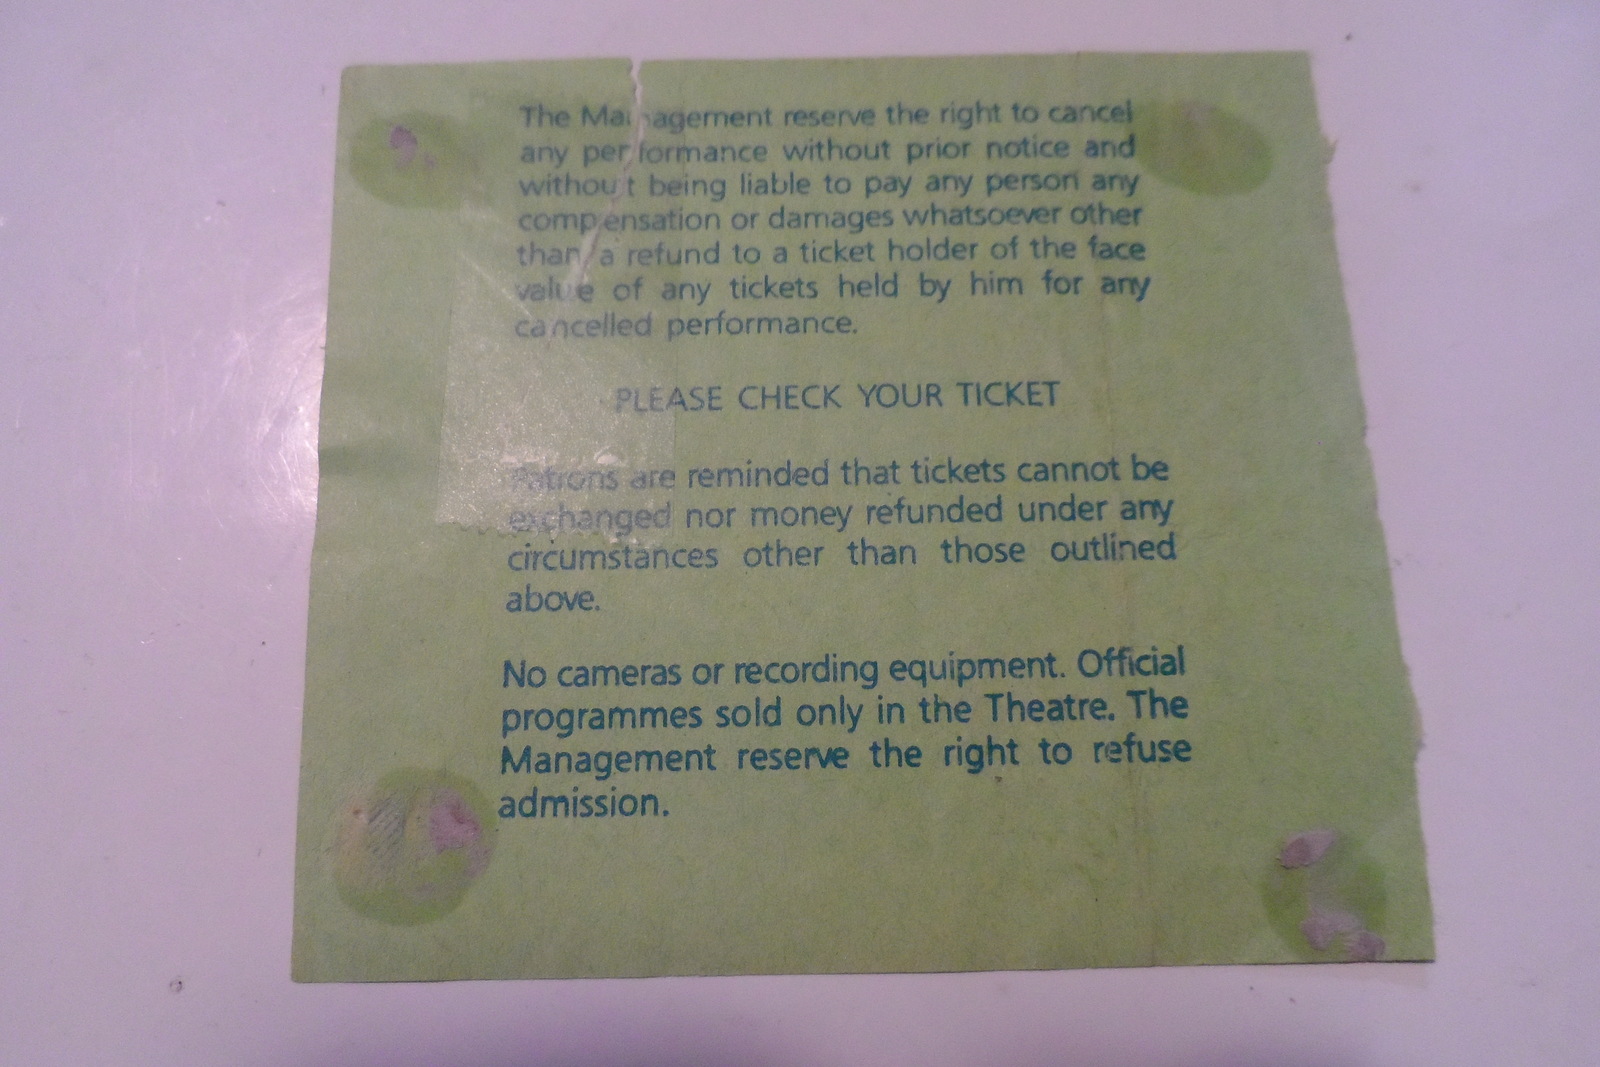 The Management reserve the right to cancel
any performance without prior notice and
without being liable to pay any person any
compensation or damages whatsoever other
than a refund to a ticket holder of the face
value of any tickets held by him for any
cancelled performance.
PLEASE CHECK YOUR TICKET
Patrons are reminded that tickets cannot be
exchanged nor money refunded under any
circumstances other than those outlined
above.
No cameras or recording equipment. Official
programmes sold only in the Theatre. The
Management reserve the right to refuse
admission.